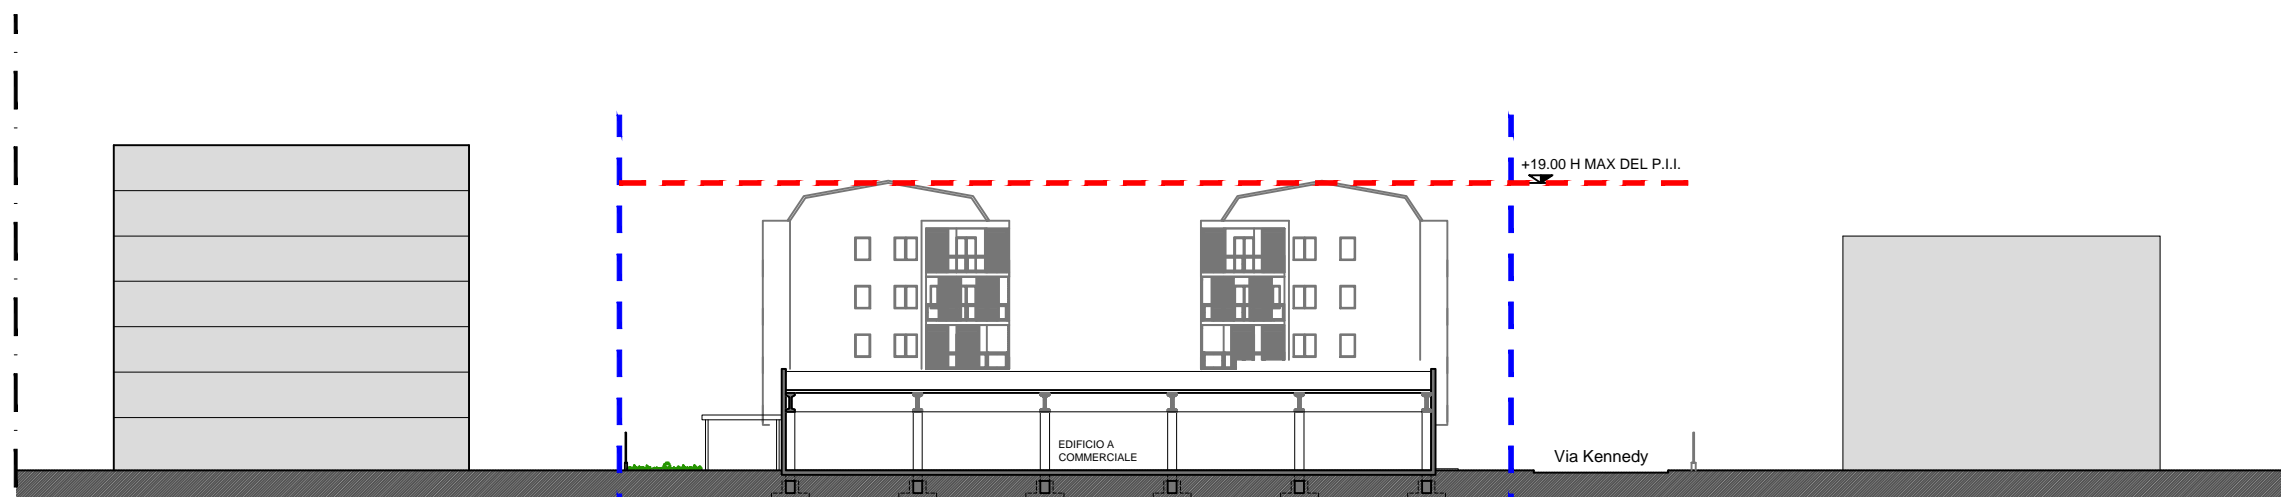 +19.00 H MAX DEL P.I.I.
EDIFICIO A
COMMERCIALE
Via Kennedy